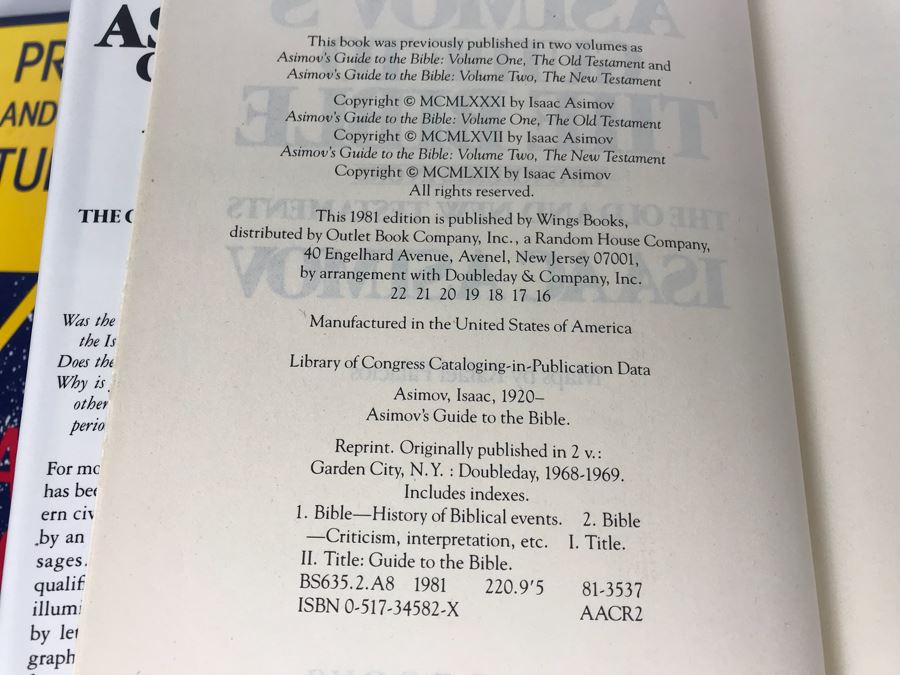 PR
AND
TU
AS
THE
Was the
the Is
Does the
Why is
other
perio
For mo
has bee
ern civ
by an
sages.
qualif
illum
by let
graph
This book was previously published in two volumes as
Asimov's Guide to the Bible: Volume One, The Old Testament and
Asimov's Guide to the Bible: Volume Two, The New Testament
Copyright © MCMLXXXI by Isaac Asimov
Asimov's Guide to the Bible: Volume One, The Old Testament
Copyright © MCMLXVII by Isaac Asimov
Asimov's Guide to the Bible: Volume Two, The New Testament
Copyright © MCMLXIX by Isaac Asimov
All rights reserved.
This 1981 edition is published by Wings Books,
distributed by Outlet Book Company, Inc., a Random House Company,
40 Engelhard Avenue, Avenel, New Jersey 07001,
by arrangement with Doubleday & Company, Inc.
22 21 20 19 18 17 16
Manufactured in the United States of America
Library of Congress Cataloging-in-Publication Data
Asimov, Isaac, 1920–
Asimov's Guide to the Bible.
Reprint. Originally published in 2 v.:
Garden City, N.Y. : Doubleday, 1968-1969.
Includes indexes.
1. Bible—History of Biblical events. 2. Bible
—Criticism, interpretation, etc. I. Title.
II. Title: Guide to the Bible.
BS635.2.A8 1981 220.9'5 81-3537
ISBN 0-517-34582-X AACR2